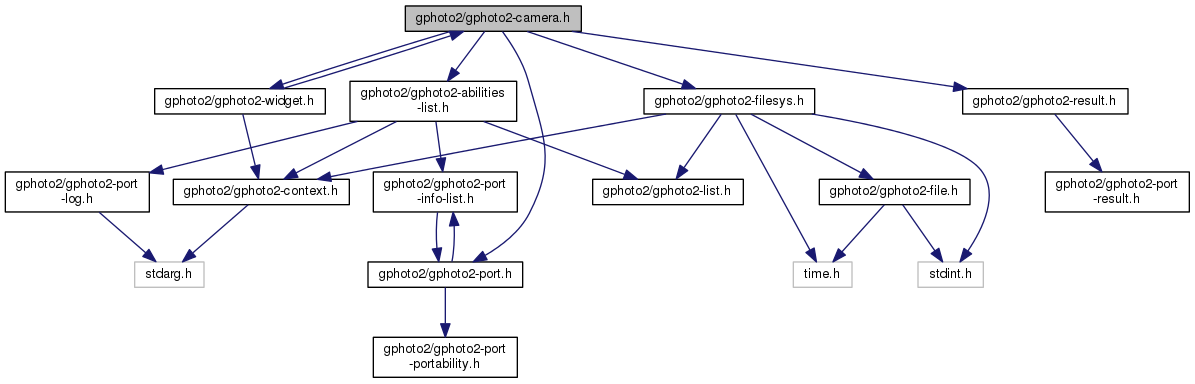 gphoto2/gphoto2-camera.h
gphoto2/gphoto2-widget.h
gphoto2/gphoto2-abilities
-list.h
gphoto2/gphoto2-filesys.h
gphoto2/gphoto2-result.h
gphoto2/gphoto2-port
-log.h
gphoto2/gphoto2-context.h
gphoto2/gphoto2-port
-info-list.h
gphoto2/gphoto2-list.h
gphoto2/gphoto2-file.h
gphoto2/gphoto2-port
-result.h
stdarg.h
gphoto2/gphoto2-port.h
time.h
stdint.h
gphoto2/gphoto2-port
-portability.h